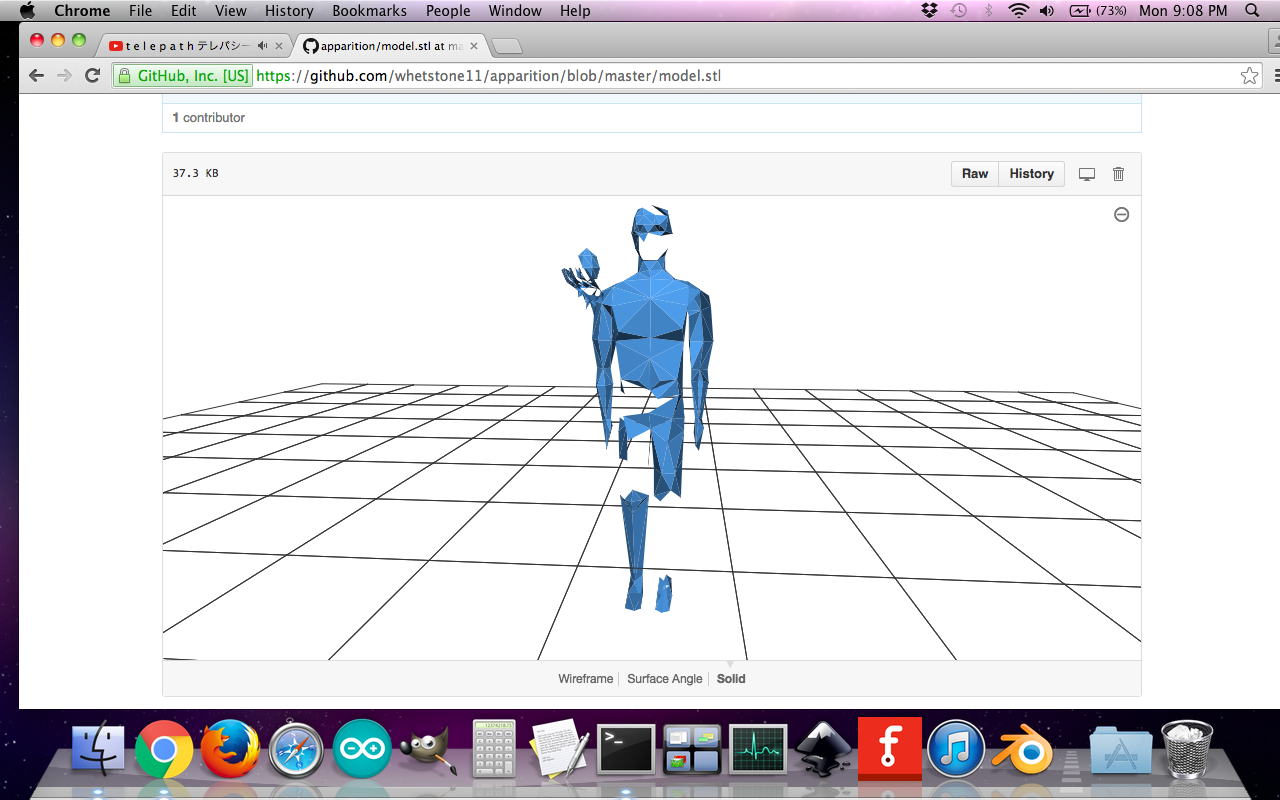 Chrome File Edit View History Bookmarks People Window Help (73%) Mon 9:08 PM
t e l e p a t h テレパシー apparition/model.stl at ma
GitHub, Inc. [US] https://github.com/whetstone11/apparition/blob/master/model.stl
1 contributor
37.3 KB Raw History
Wireframe Surface Angle Solid